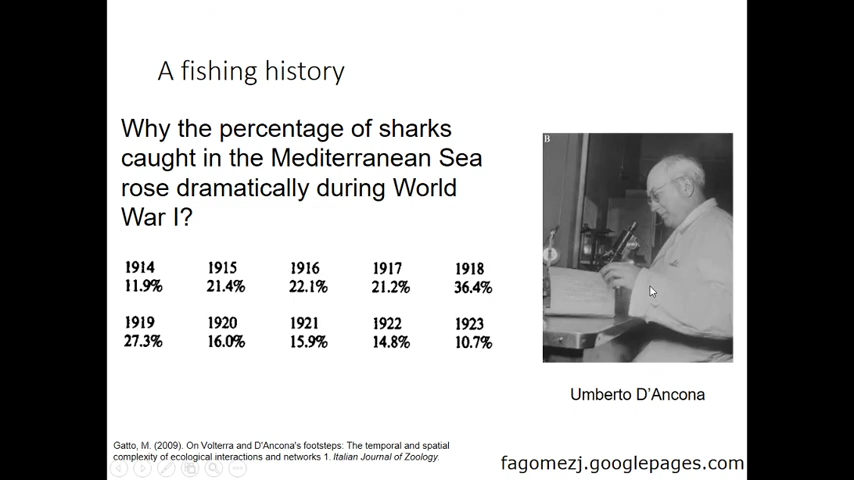 A fishing history
Why the percentage of sharks
caught in the Mediterranean Sea
rose dramatically during World
War I?
1914 1915 1916 1917 1918
11.9% 21.4% 22.1% 21.2% 36.4%
1919 1920 1921 1922 1923
27.3% 16.0% 15.9% 14.8% 10.7%
B
Umberto D'Ancona
Gatto, M. (2009). On Volterra and D'Ancona's footsteps: The temporal and spatial
complexity of ecological interactions and networks 1. Italian Journal of Zoology.
fagomezj.googlepages.com